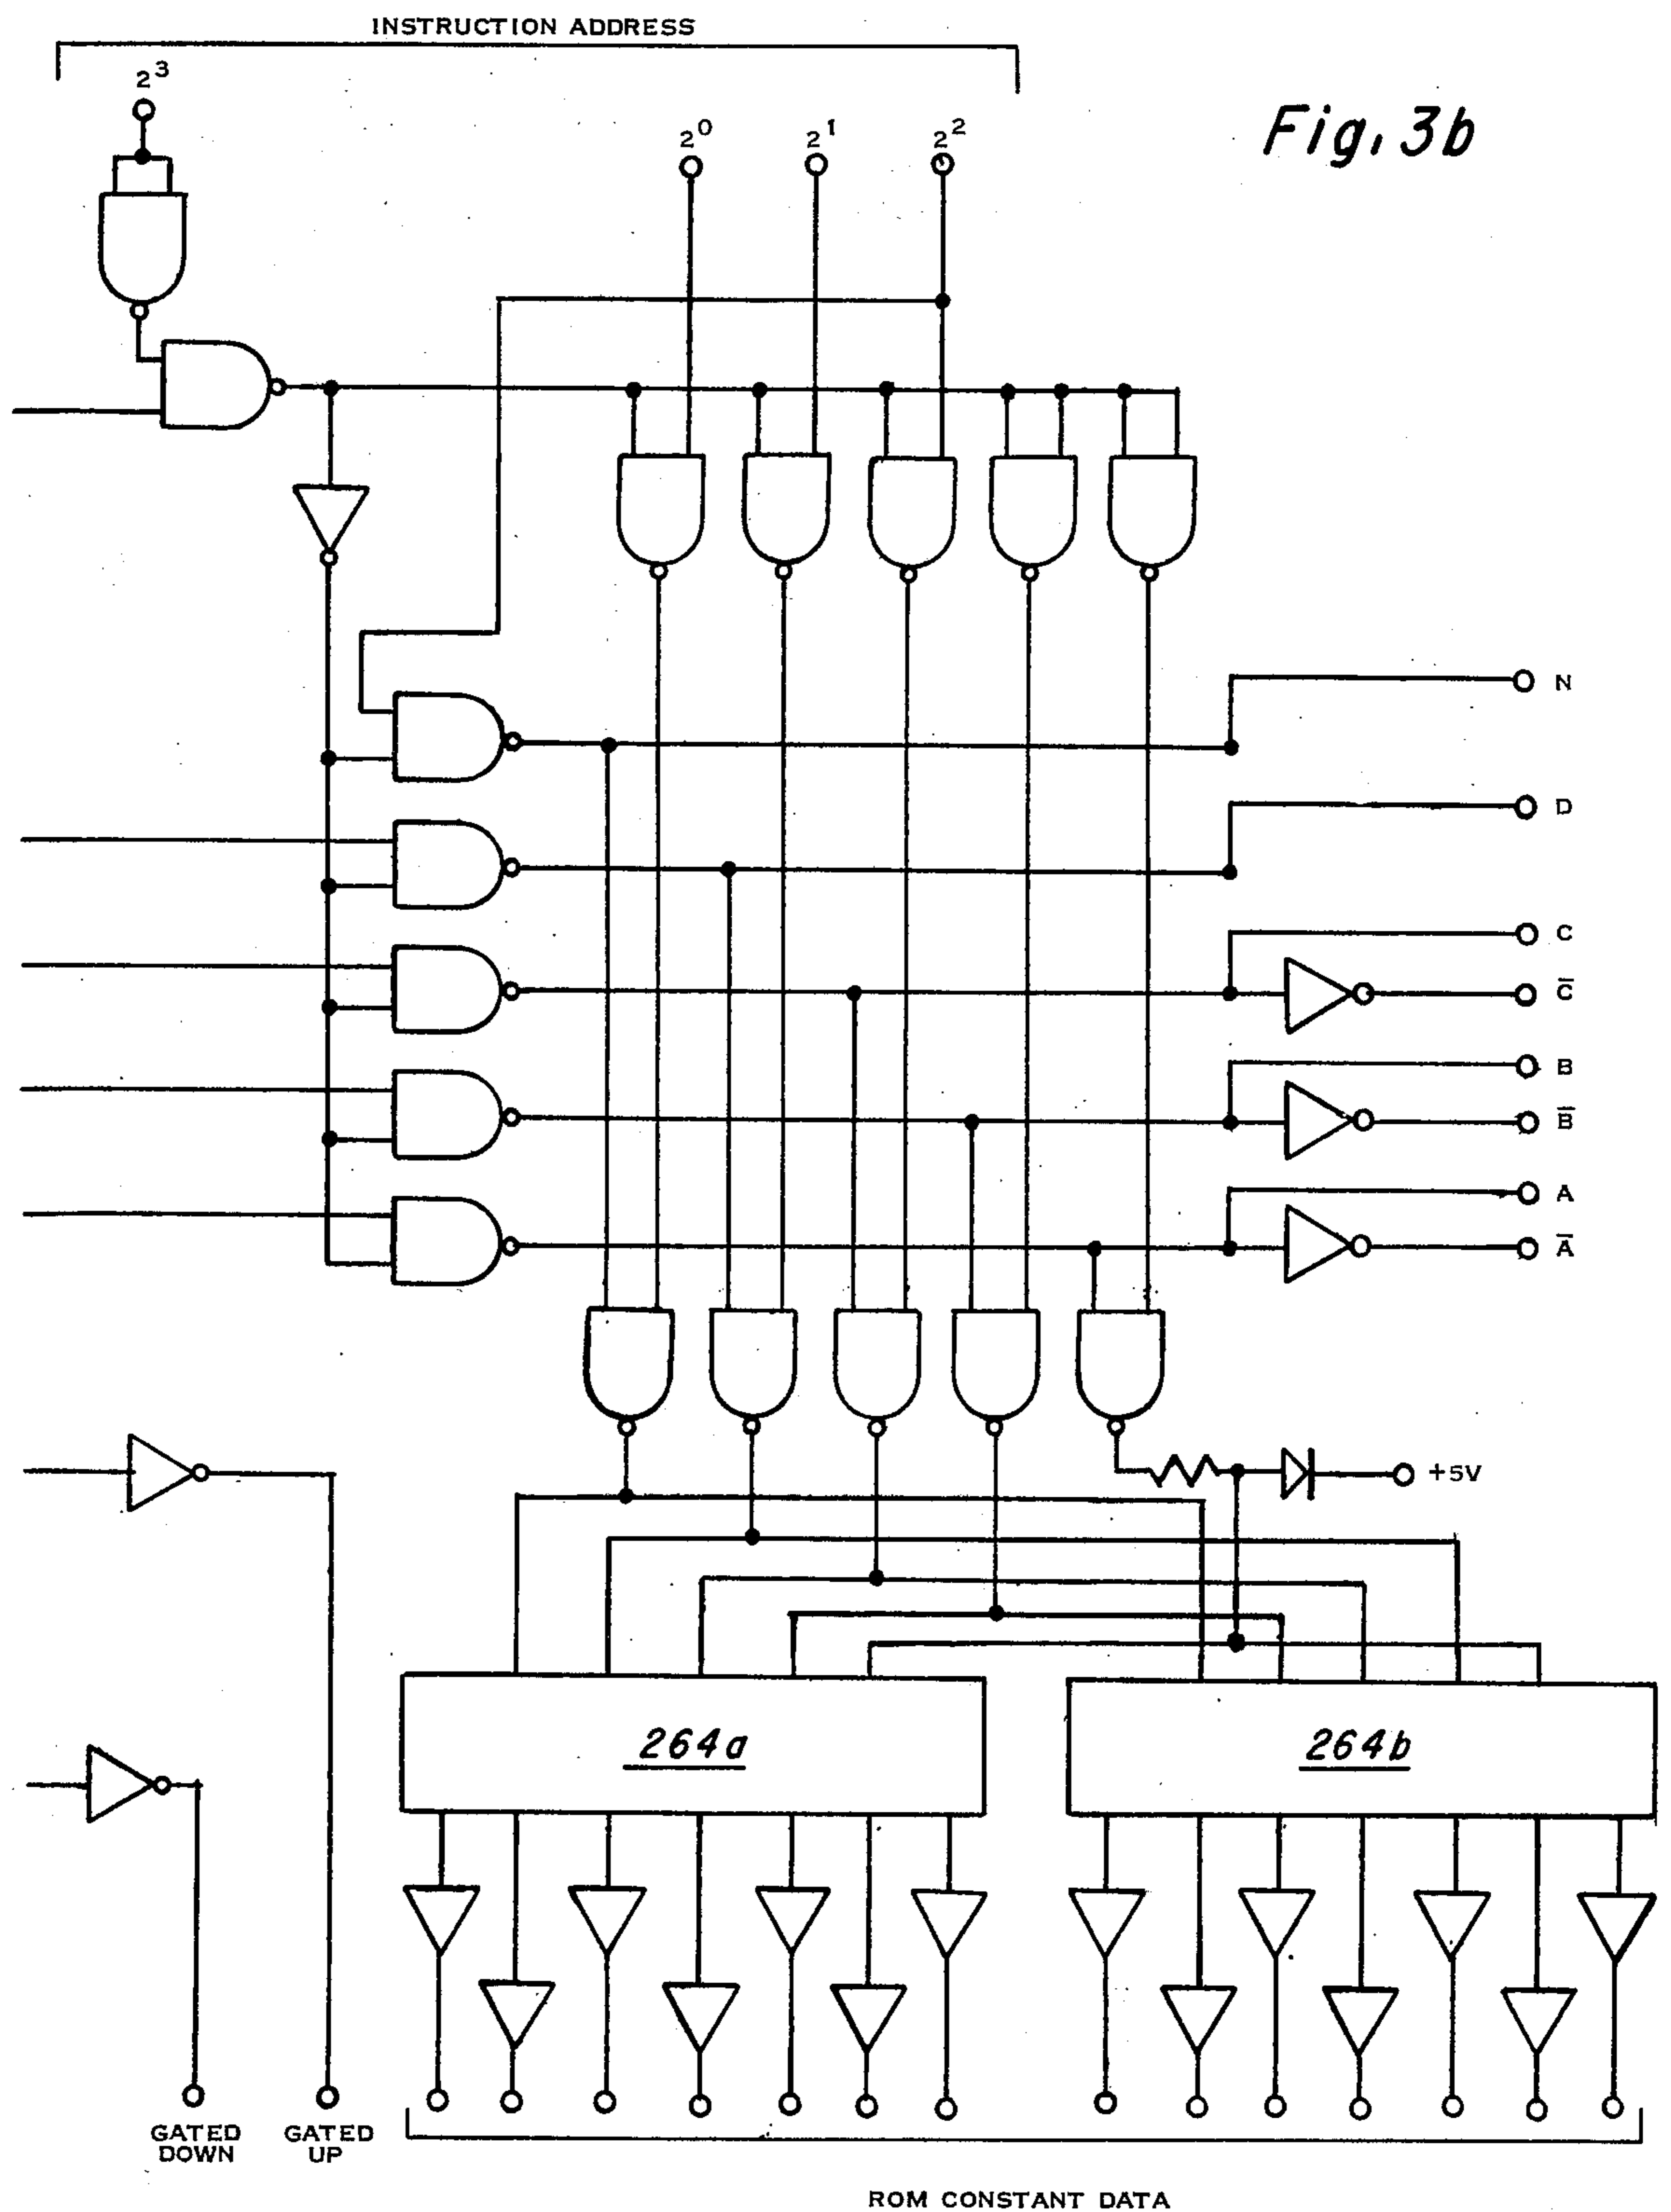 INSTRUCTION ADDRESS
2³
2⁰
2¹
2²
Fig. 3b
N
D
C
C̅
B
B̅
A
A̅
+5V
264a
264b
GATED DOWN
GATED UP
ROM CONSTANT DATA